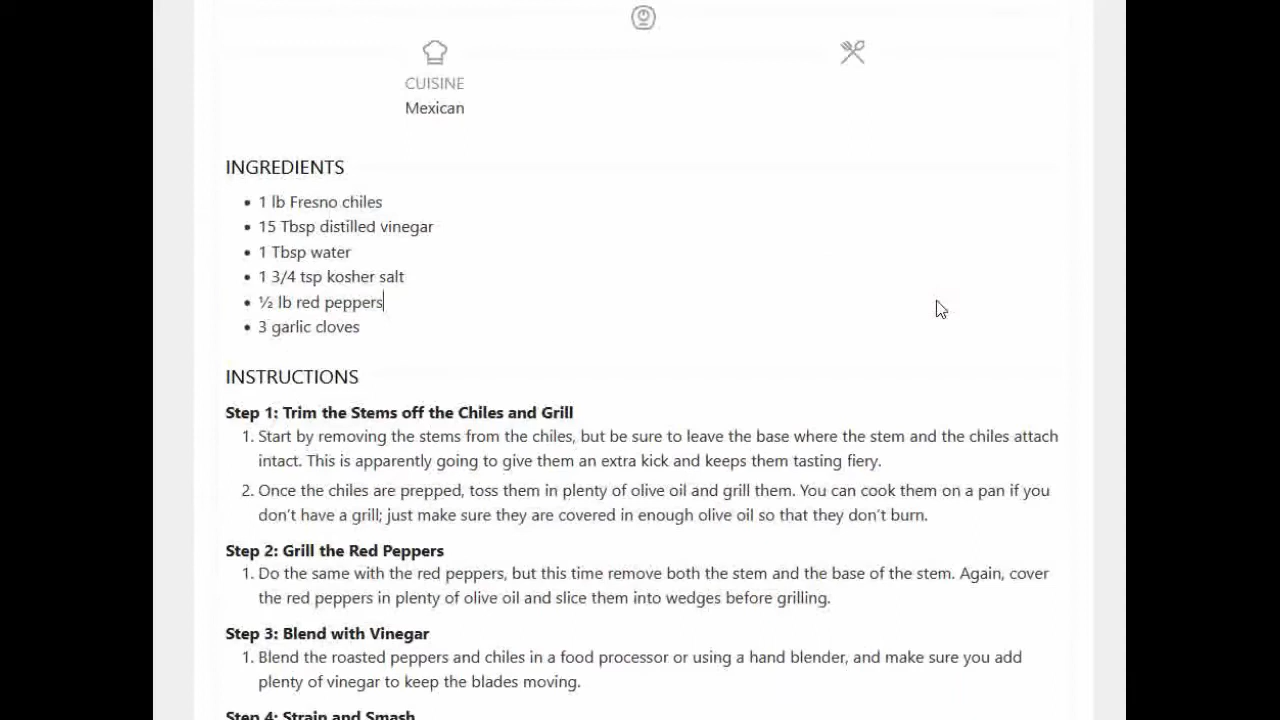 CUISINE
Mexican
INGREDIENTS
• 1 lb Fresno chiles
• 15 Tbsp distilled vinegar
• 1 Tbsp water
• 1 3/4 tsp kosher salt
• ½ lb red peppers
• 3 garlic cloves
INSTRUCTIONS
Step 1: Trim the Stems off the Chiles and Grill
1. Start by removing the stems from the chiles, but be sure to leave the base where the stem and the chiles attach
intact. This is apparently going to give them an extra kick and keeps them tasting fiery.
2. Once the chiles are prepped, toss them in plenty of olive oil and grill them. You can cook them on a pan if you
don't have a grill; just make sure they are covered in enough olive oil so that they don't burn.
Step 2: Grill the Red Peppers
1. Do the same with the red peppers, but this time remove both the stem and the base of the stem. Again, cover
the red peppers in plenty of olive oil and slice them into wedges before grilling.
Step 3: Blend with Vinegar
1. Blend the roasted peppers and chiles in a food processor or using a hand blender, and make sure you add
plenty of vinegar to keep the blades moving.
Step 4: Strain and Smash